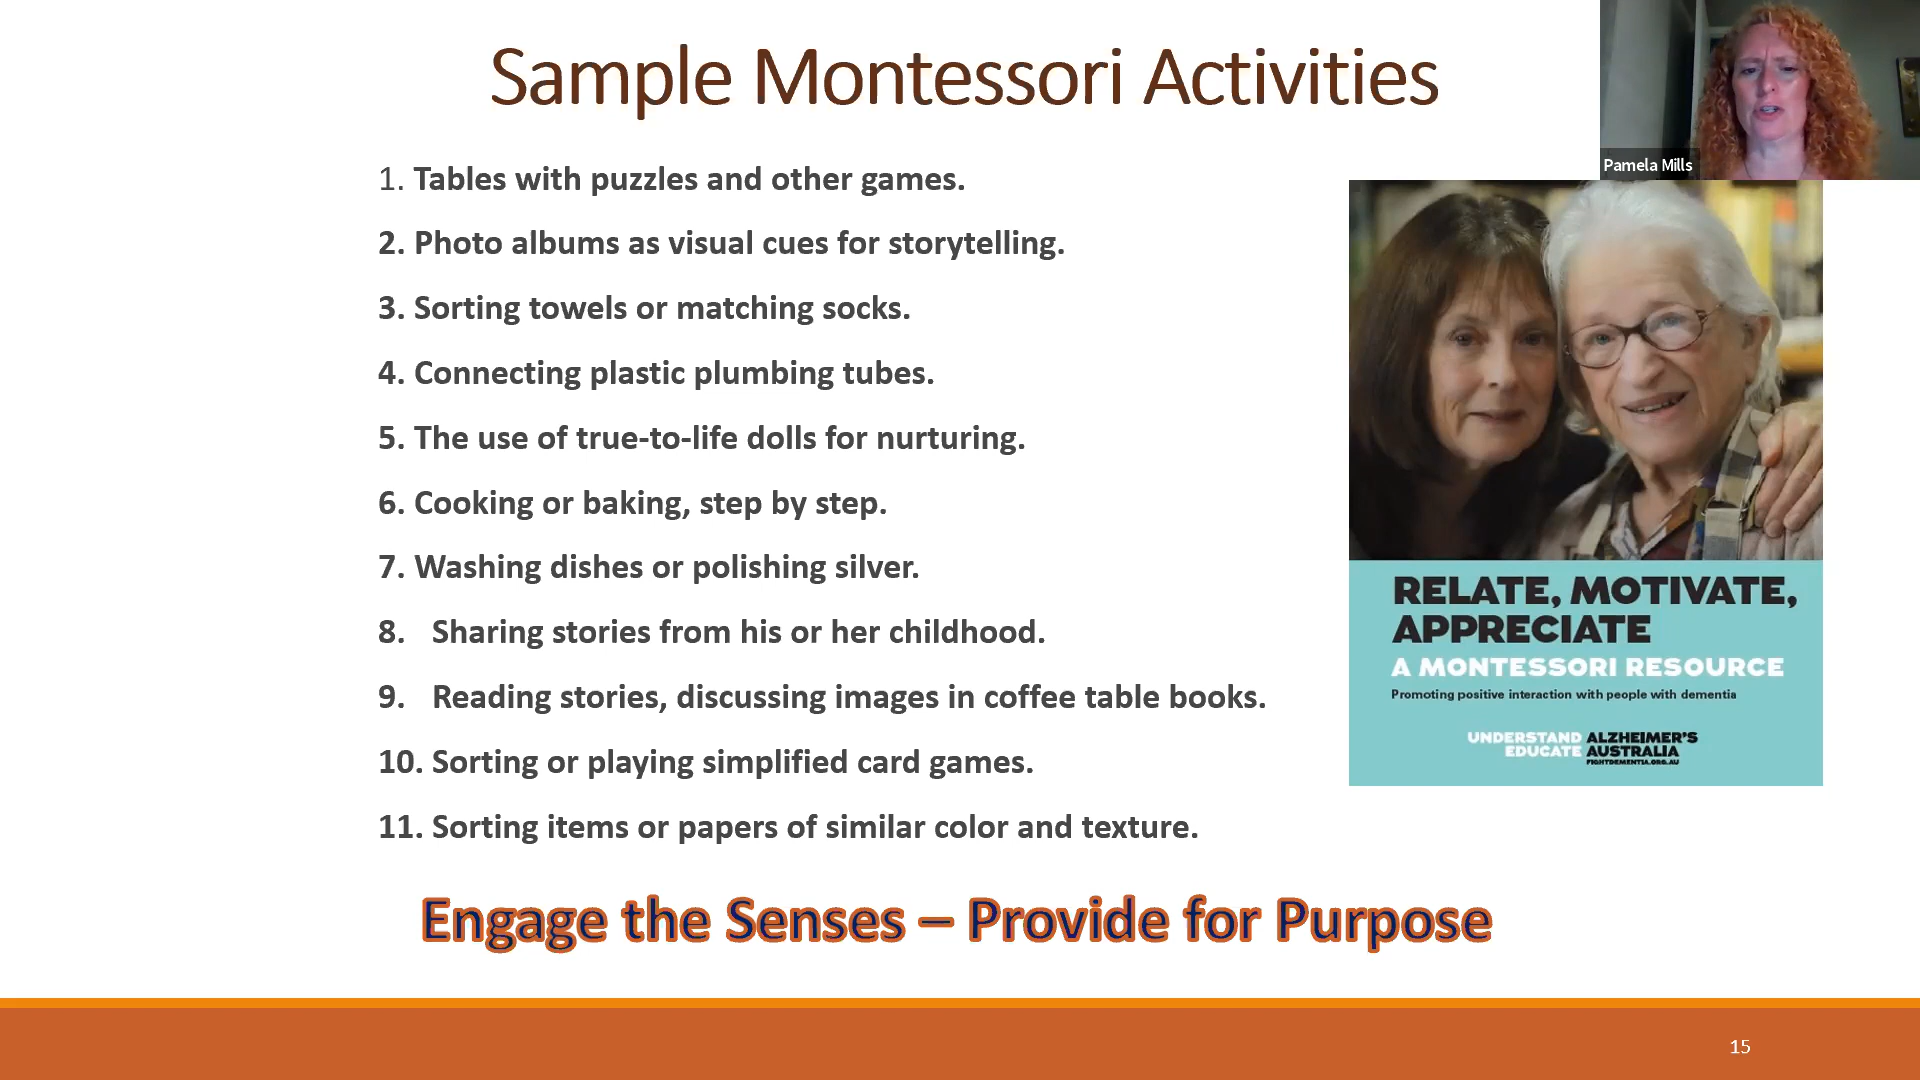 Sample Montessori Activities
Pamela Mills
1. Tables with puzzles and other games.
2. Photo albums as visual cues for storytelling.
3. Sorting towels or matching socks.
4. Connecting plastic plumbing tubes.
5. The use of true-to-life dolls for nurturing.
6. Cooking or baking, step by step.
7. Washing dishes or polishing silver.
8. Sharing stories from his or her childhood.
9. Reading stories, discussing images in coffee table books.
10. Sorting or playing simplified card games.
11. Sorting items or papers of similar color and texture.
RELATE, MOTIVATE,
APPRECIATE
A MONTESSORI RESOURCE
Promoting positive interaction with people with dementia
UNDERSTAND ALZHEIMER'S
EDUCATE AUSTRALIA
FIGHTDEMENTIA.ORG.AU
Engage the Senses – Provide for Purpose
15